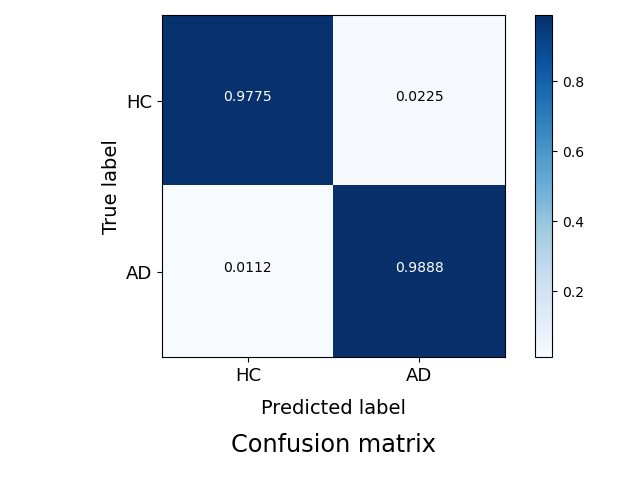 HC
0.9775
0.0225
0.8
0.6
True label
0.4
AD
0.0112
0.9888
0.2
HC
AD
Predicted label
Confusion matrix